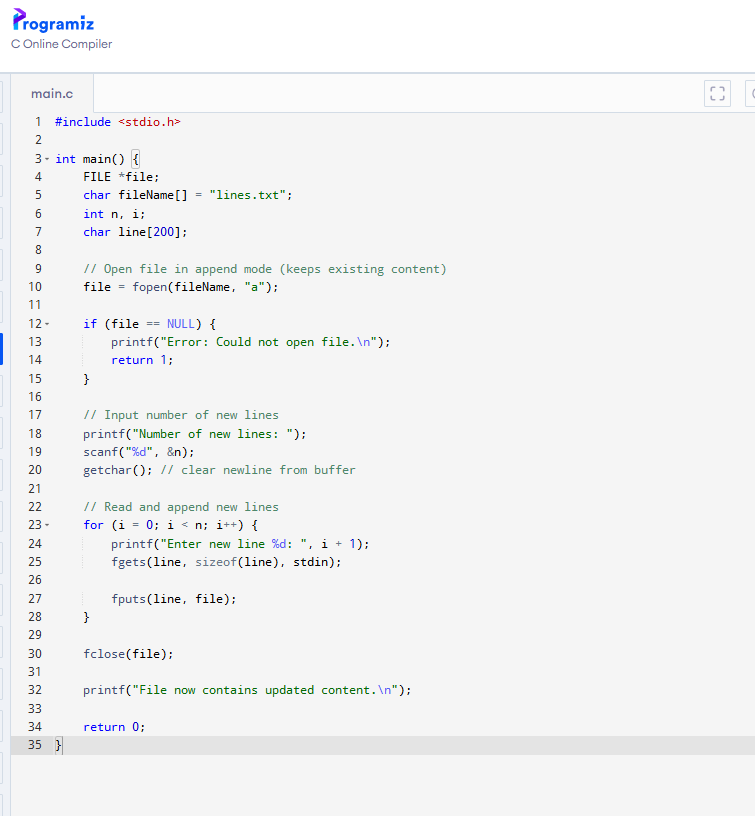 Programiz
C Online Compiler
main.c
1 #include <stdio.h>
2
3 int main() {
4     FILE *file;
5     char fileName[] = "lines.txt";
6     int n, i;
7     char line[200];
8
9     // Open file in append mode (keeps existing content)
10     file = fopen(fileName, "a");
11
12     if (file == NULL) {
13         printf("Error: Could not open file.\n");
14         return 1;
15     }
16
17     // Input number of new lines
18     printf("Number of new lines: ");
19     scanf("%d", &n);
20     getchar(); // clear newline from buffer
21
22     // Read and append new lines
23     for (i = 0; i < n; i++) {
24         printf("Enter new line %d: ", i + 1);
25         fgets(line, sizeof(line), stdin);
26
27         fputs(line, file);
28     }
29
30     fclose(file);
31
32     printf("File now contains updated content.\n");
33
34     return 0;
35 }